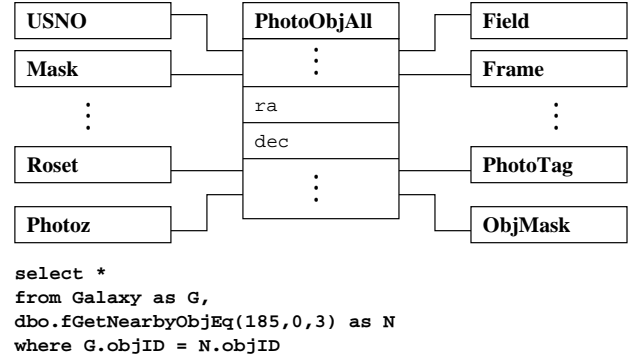 USNO
PhotoObjAll
Field
Mask
Frame
ra
dec
Roset
PhotoTag
Photoz
ObjMask
select *
from Galaxy as G,
dbo.fGetNearbyObjEq(185,0,3) as N
where G.objID = N.objID